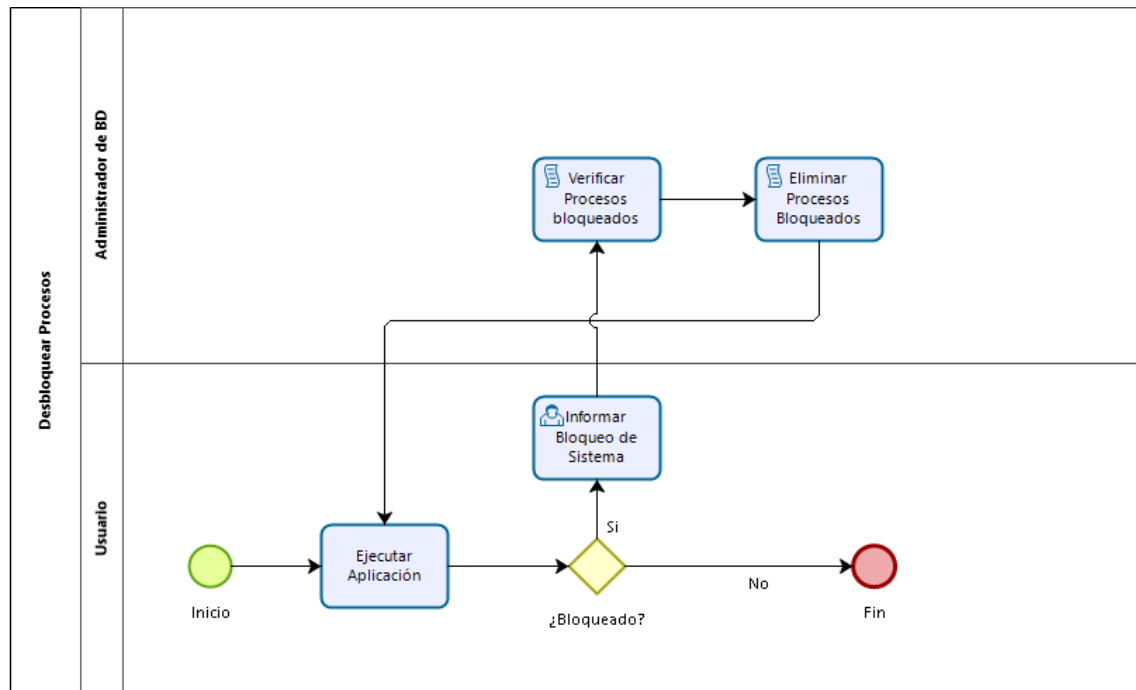 Desbloquear Procesos
Administrador de BD
Verificar
Procesos
bloqueados
Eliminar
Procesos
Bloqueados
Usuario
Informar
Bloqueo de
Sistema
Si
Ejecutar
Aplicación
Inicio
¿Bloqueado?
No
Fin